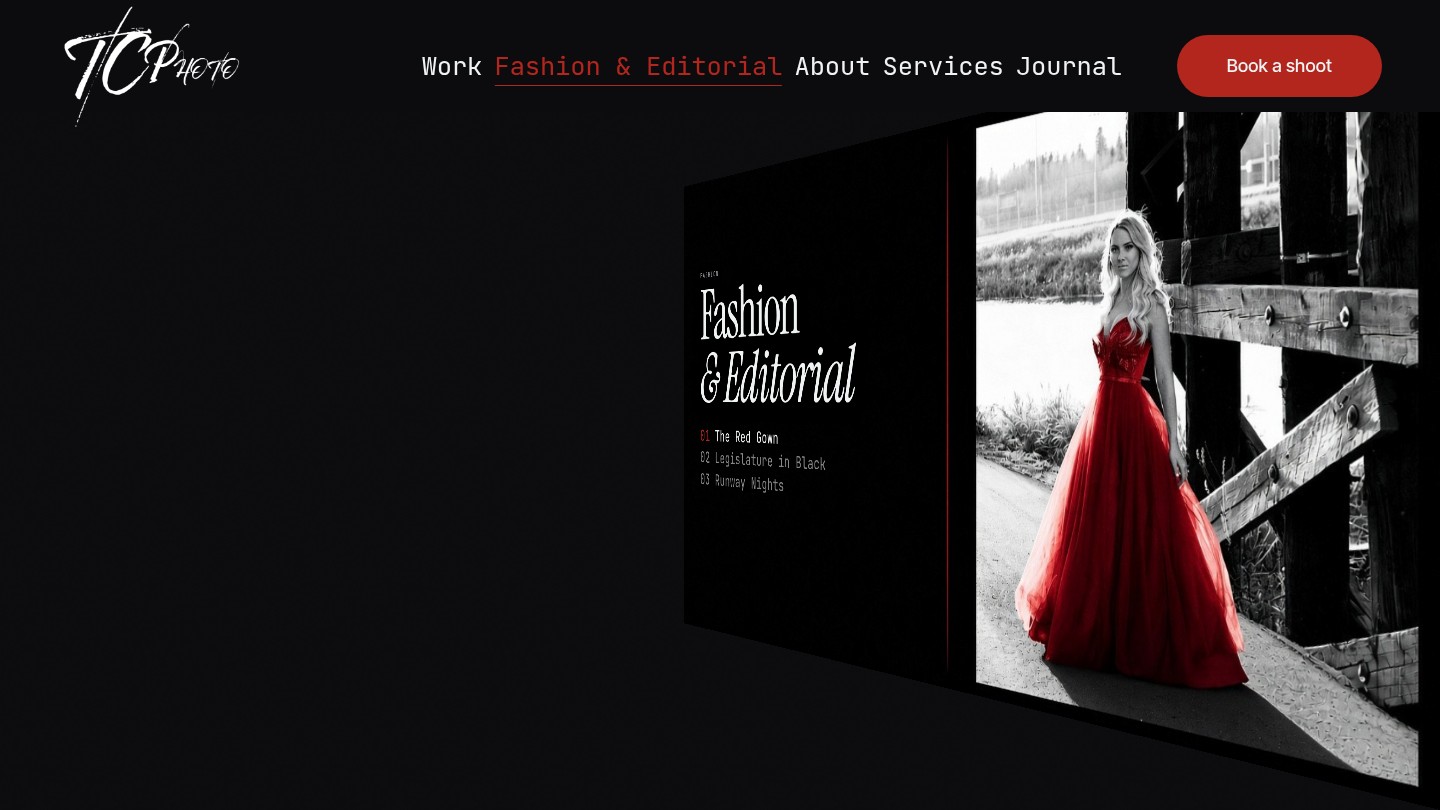 TCPhoto
Work Fashion & Editorial About Services Journal
Book a shoot
FASHION
Fashion
& Editorial
01 The Red Gown
02 Legislature in Black
03 Runway Nights